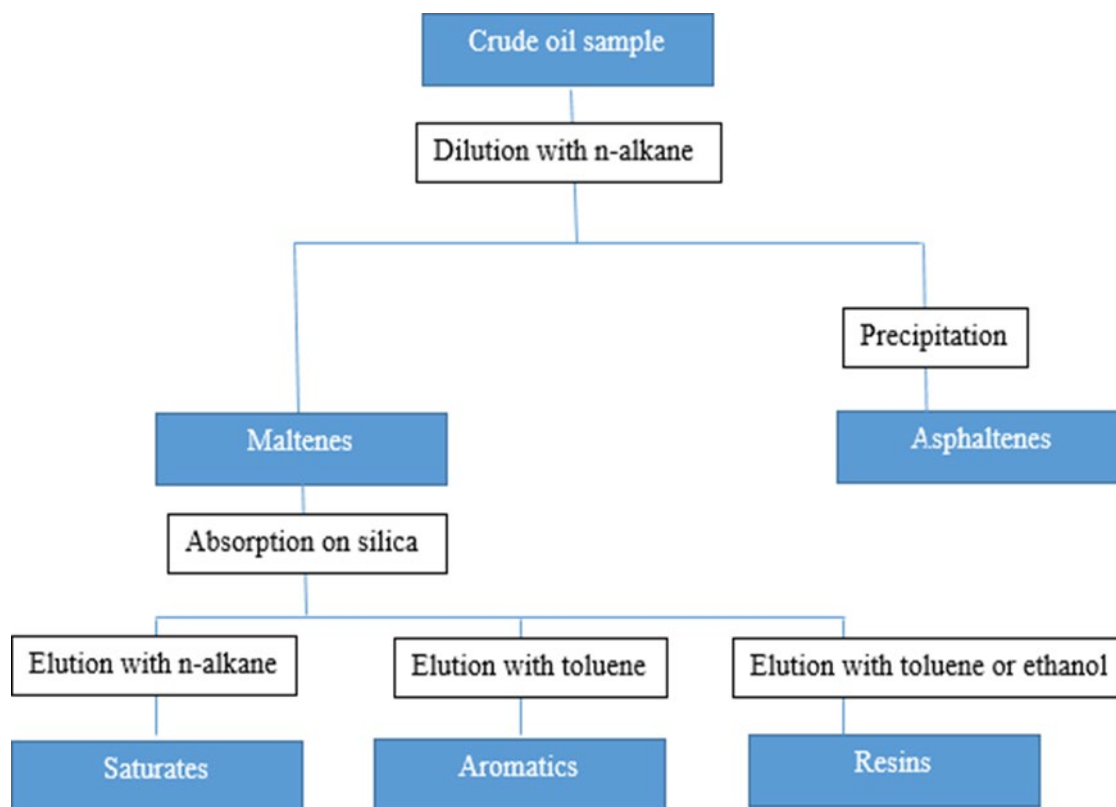 Crude oil sample
Dilution with n-alkane
Precipitation
Maltenes
Asphaltenes
Absorption on silica
Elution with n-alkane
Elution with toluene
Elution with toluene or ethanol
Saturates
Aromatics
Resins